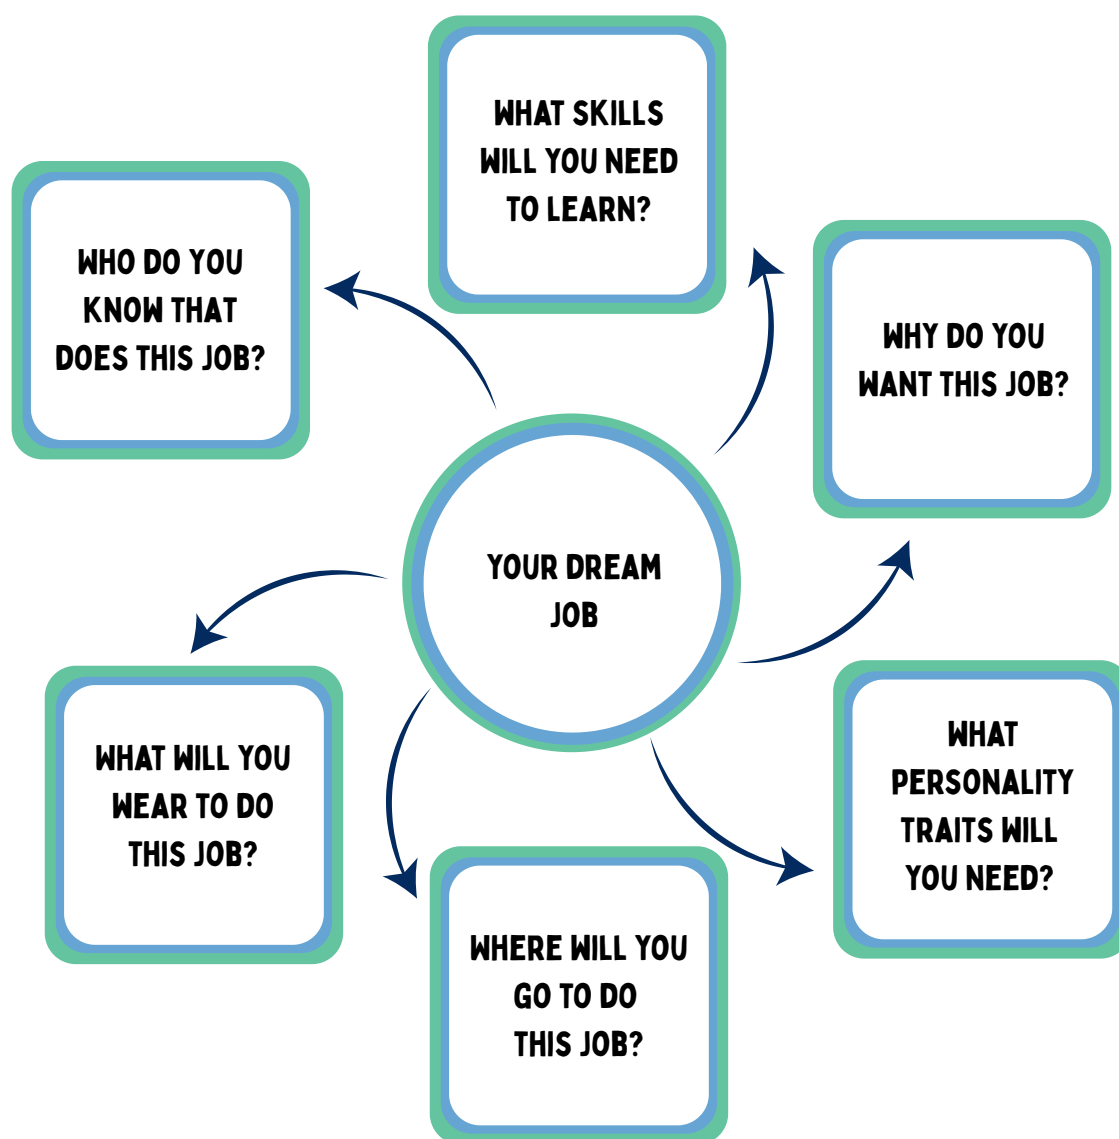 WHAT SKILLS
WILL YOU NEED
TO LEARN?
WHO DO YOU
KNOW THAT
DOES THIS JOB?
WHY DO YOU
WANT THIS JOB?
YOUR DREAM
JOB
WHAT WILL YOU
WEAR TO DO
THIS JOB?
WHAT
PERSONALITY
TRAITS WILL
YOU NEED?
WHERE WILL YOU
GO TO DO
THIS JOB?